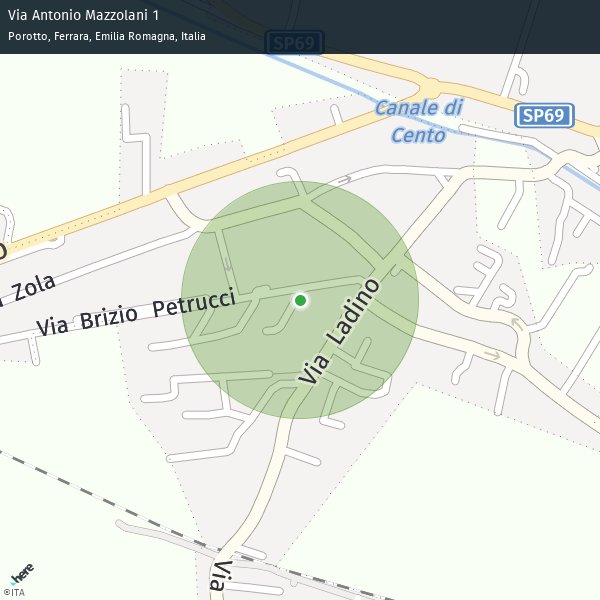 Via Antonio Mazzolani 1
Porotto, Ferrara, Emilia Romagna, Italia
SP69
Canale di
Cento
SP69
Zola
Via Brizio Petrucci
Via Ladino
Via
here
©ITA